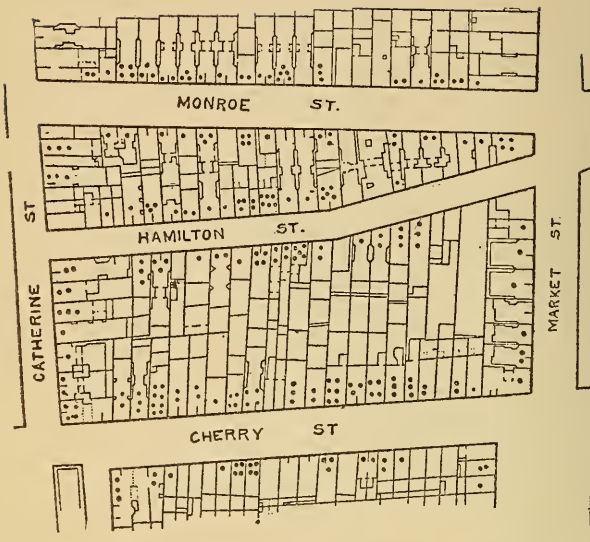 MONROE ST.
HAMILTON ST.
CATHERINE ST
MARKET ST.
CHERRY ST